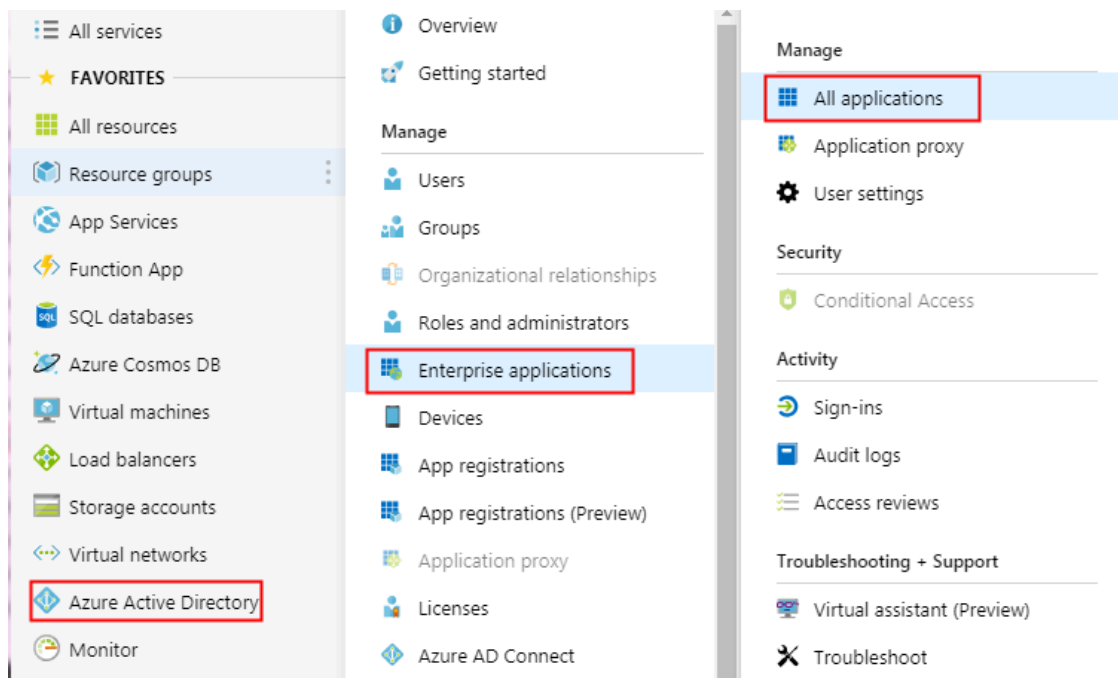 All services
FAVORITES
All resources
Resource groups
App Services
Function App
SQL databases
Azure Cosmos DB
Virtual machines
Load balancers
Storage accounts
Virtual networks
Azure Active Directory
Monitor
Overview
Getting started
Manage
Users
Groups
Organizational relationships
Roles and administrators
Enterprise applications
Devices
App registrations
App registrations (Preview)
Application proxy
Licenses
Azure AD Connect
Manage
All applications
Application proxy
User settings
Security
Conditional Access
Activity
Sign-ins
Audit logs
Access reviews
Troubleshooting + Support
Virtual assistant (Preview)
Troubleshoot